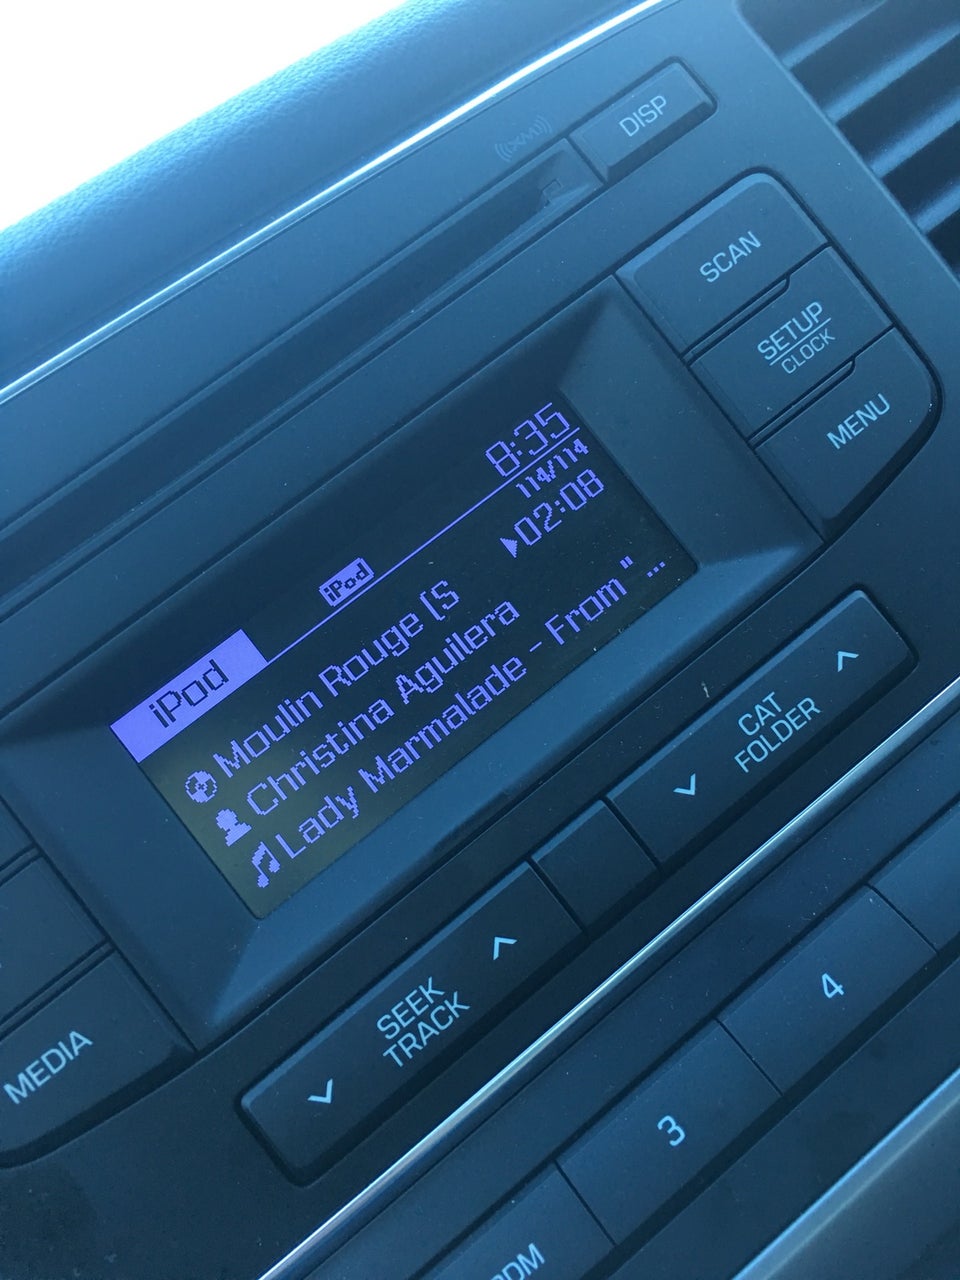 ((XM))
DISP
SCAN
SETUP
CLOCK
MENU
8:35
iPod
iPod
114/114
Moulin Rouge (S
02:08
Christina Aguilera
Lady Marmalade - From " ...
CAT
FOLDER
SEEK
TRACK
MEDIA
4
3